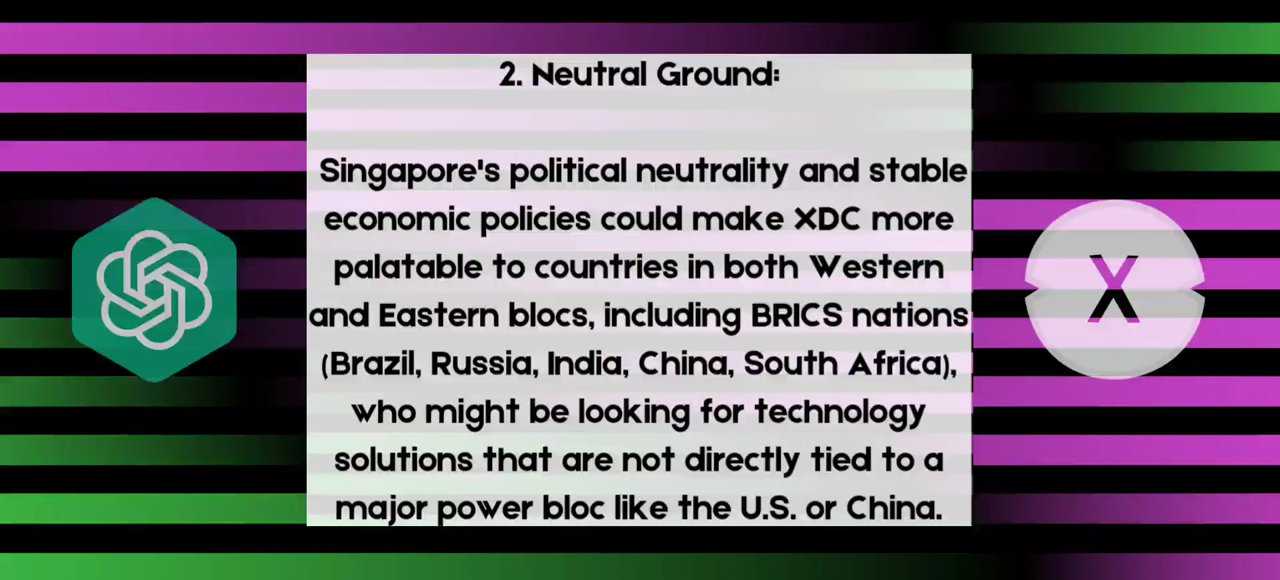 2. Neutral Ground:
Singapore's political neutrality and stable
economic policies could make XDC more
palatable to countries in both Western
and Eastern blocs, including BRICS nations
(Brazil, Russia, India, China, South Africa),
who might be looking for technology
solutions that are not directly tied to a
major power bloc like the U.S. or China.
X